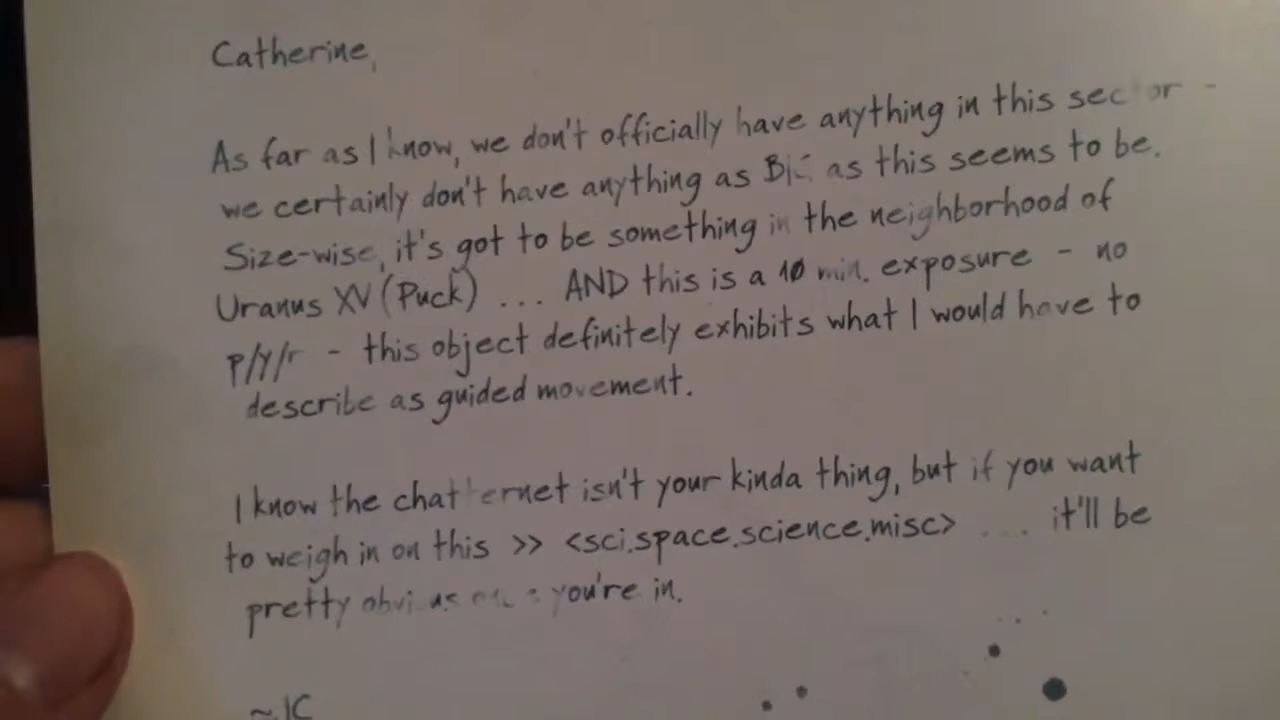 Catherine,
As far as I know, we don't officially have anything in this sector -
we certainly don't have anything as BIG as this seems to be.
Size-wise, it's got to be something in the neighborhood of
Uranus XV (Puck) ... AND this is a 10 min. exposure - no
p/y/r - this object definitely exhibits what I would have to
describe as guided movement.
I know the chatternet isn't your kinda thing, but if you want
to weigh in on this >> <sci.space.science.misc> .... it'll be
pretty obvious once you're in.
~ JC